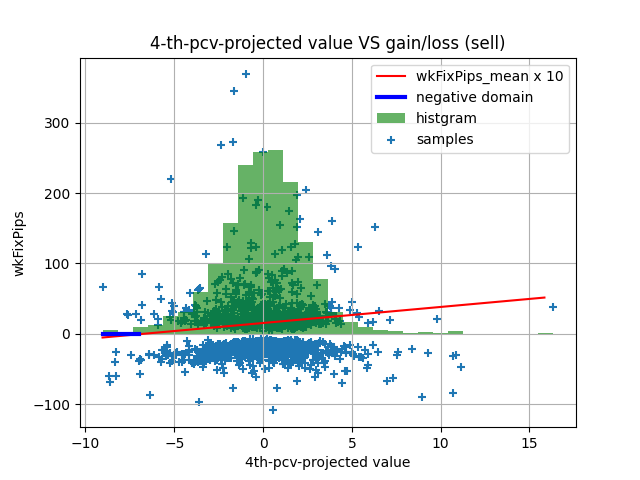 4-th-pcv-projected value VS gain/loss (sell)
wkFixPips_mean x 10
negative domain
histgram
samples
wkFixPips
300
200
100
0
−100
−10
−5
0
5
10
15
4th-pcv-projected value